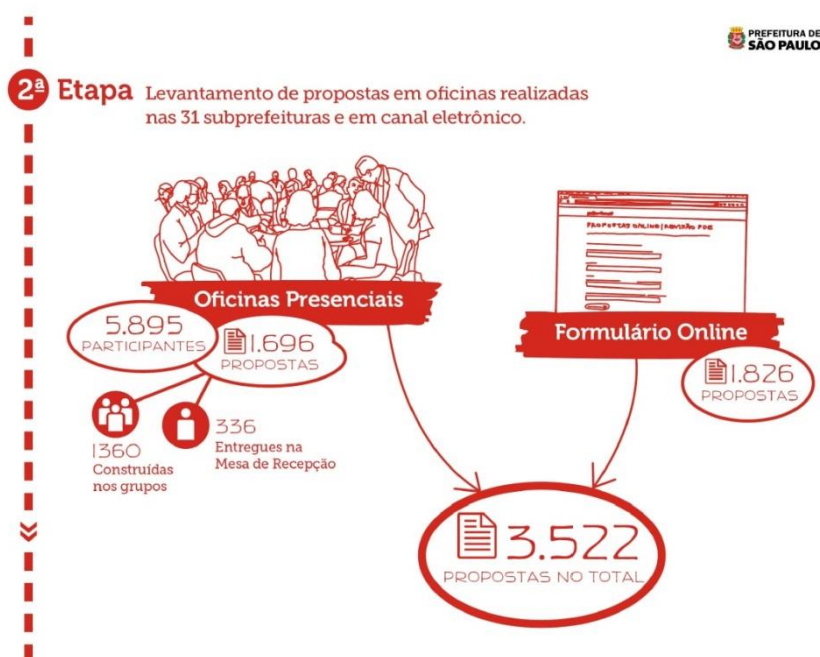 PREFEITURA DE
SÃO PAULO
2ª Etapa Levantamento de propostas em oficinas realizadas
nas 31 subprefeituras e em canal eletrônico.
PROPOSTAS ONLINE | REVISÃO PDE
Oficinas Presenciais
5.895
PARTICIPANTES
1.696
PROPOSTAS
1360
Construídas
nos grupos
336
Entregues na
Mesa de Recepção
Formulário Online
1.826
PROPOSTAS
3.522
PROPOSTAS NO TOTAL